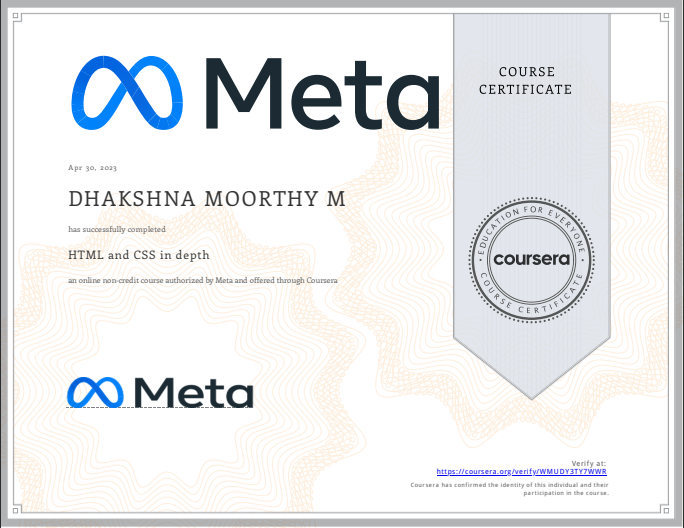 Meta
COURSE
CERTIFICATE
Apr 30, 2023
DHAKSHNA MOORTHY M
has successfully completed
HTML and CSS in depth
an online non-credit course authorized by Meta and offered through Coursera
EDUCATION FOR EVERYONE
coursera
COURSE CERTIFICATE
Meta
Verify at:
https://coursera.org/verify/WMUDY3TY7WWR
Coursera has confirmed the identity of this individual and their
participation in the course.